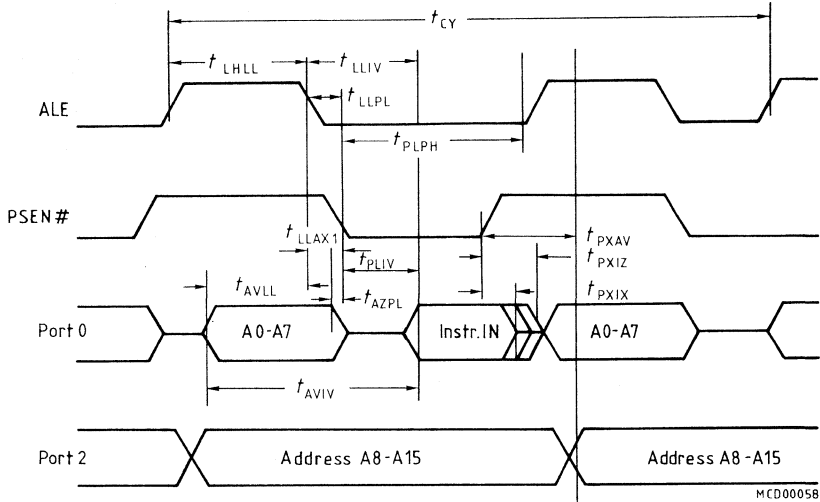 tCY
tLHLL
tLLIV
ALE
tLLPL
tPLPH
PSEN#
tLLAX1
tPXAV
tPLIV
tPXIZ
tAVLL
tAZPL
tPXIX
Port 0
A0-A7
Instr.IN
A0-A7
tAVIV
Port 2
Address A8-A15
Address A8-A15
MCD00058